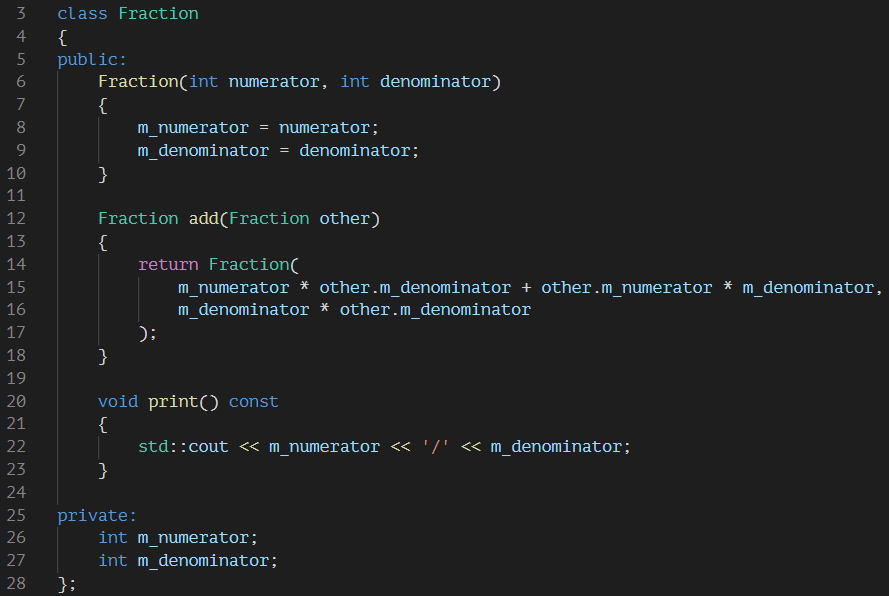 3 class Fraction
4 {
5 public:
6     Fraction(int numerator, int denominator)
7     {
8         m_numerator = numerator;
9         m_denominator = denominator;
10     }
11
12     Fraction add(Fraction other)
13     {
14         return Fraction(
15             m_numerator * other.m_denominator + other.m_numerator * m_denominator,
16             m_denominator * other.m_denominator
17         );
18     }
19
20     void print() const
21     {
22         std::cout << m_numerator << '/' << m_denominator;
23     }
24
25 private:
26     int m_numerator;
27     int m_denominator;
28 };